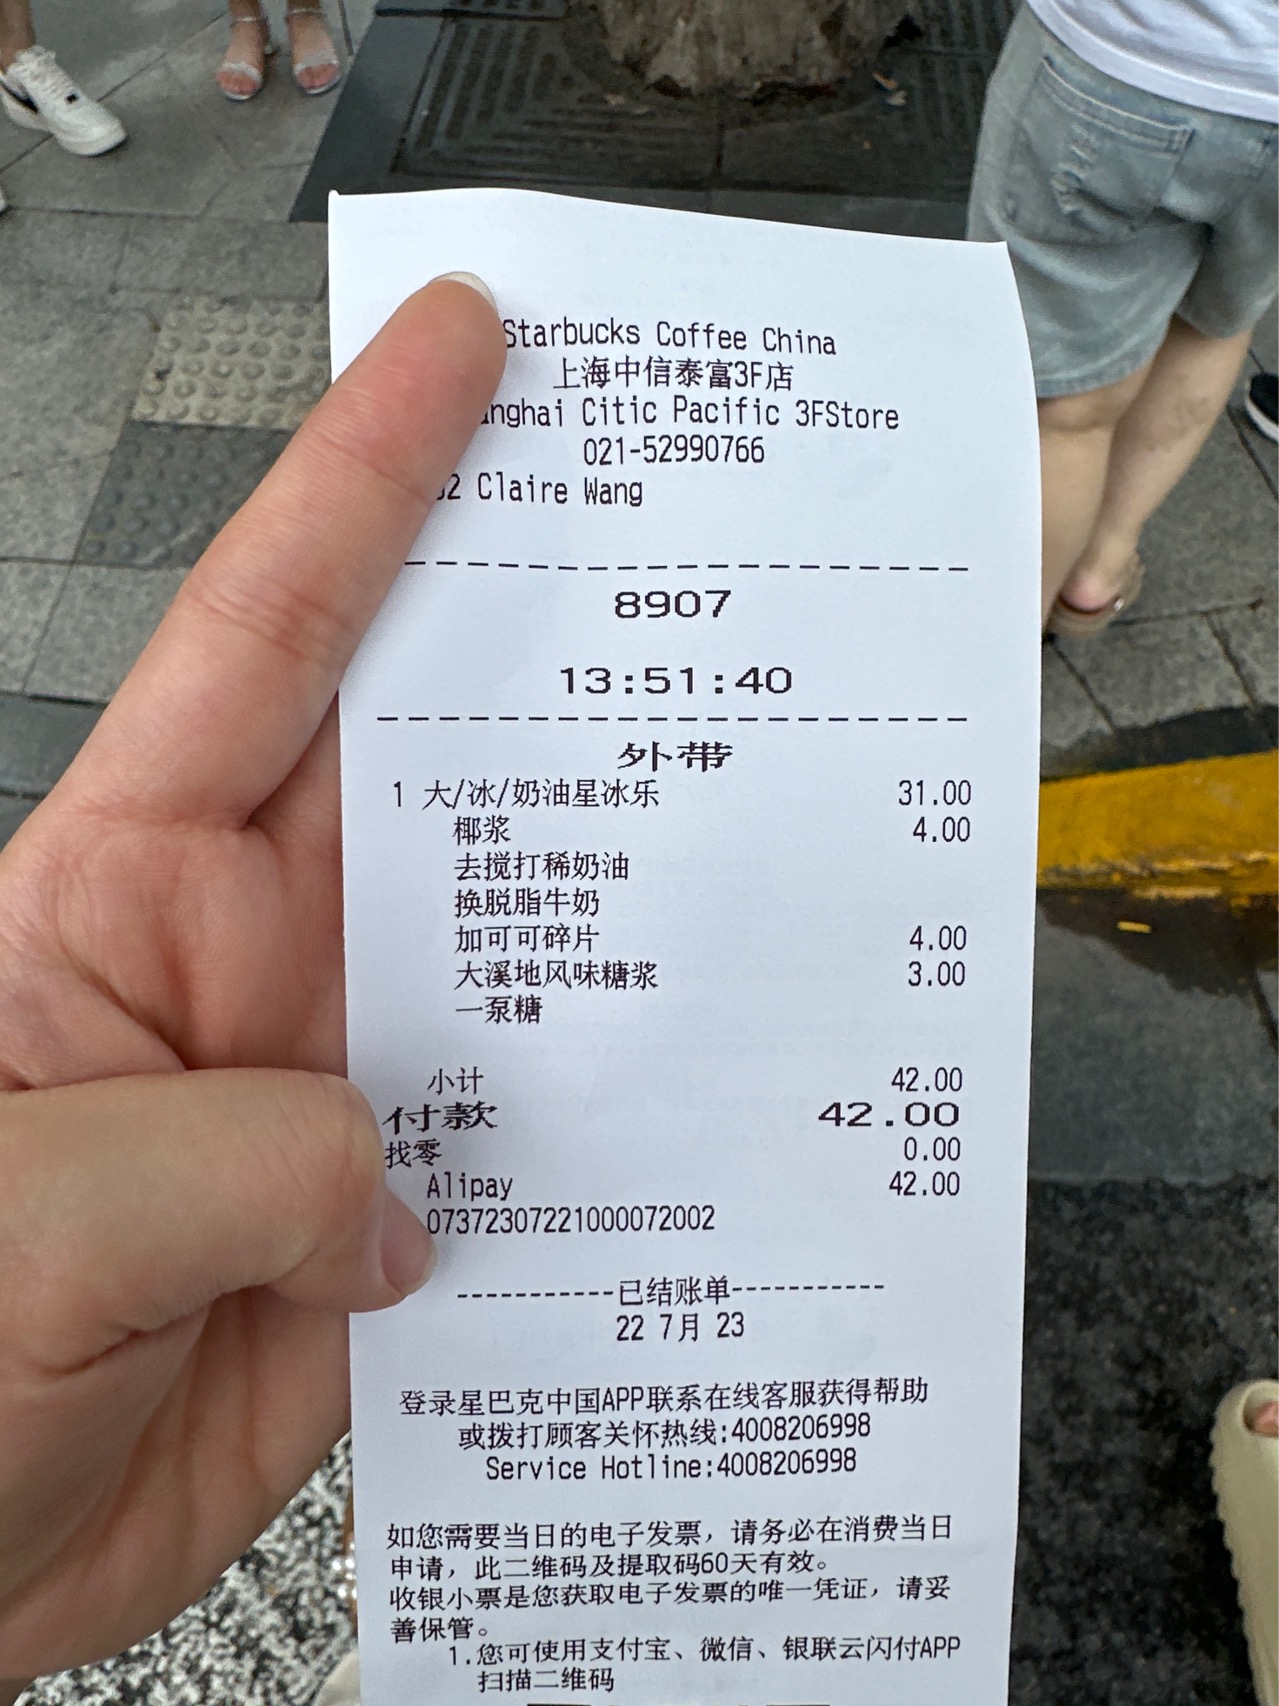 Starbucks Coffee China
上海中信泰富3F店
Citic Pacific 3FStore
021-52990766
Claire Wang
8907
13:51:40
外带
1 大/冰/奶油星冰乐 31.00
椰浆 4.00
去搅打稀奶油
换脱脂牛奶
加可可碎片 4.00
大溪地风味糖浆 3.00
一泵糖
小计 42.00
付款 42.00
找零 0.00
Alipay 42.00
07372307221000072002
-----------已结账单-----------
22 7月 23
登录星巴克中国APP联系在线客服获得帮助
或拨打顾客关怀热线:4008206998
Service Hotline:4008206998
如您需要当日的电子发票，请务必在消费当日
申请，此二维码及提取码60天有效。
收银小票是您获取电子发票的唯一凭证，请妥
善保管。
1.您可使用支付宝、微信、银联云闪付APP
扫描二维码